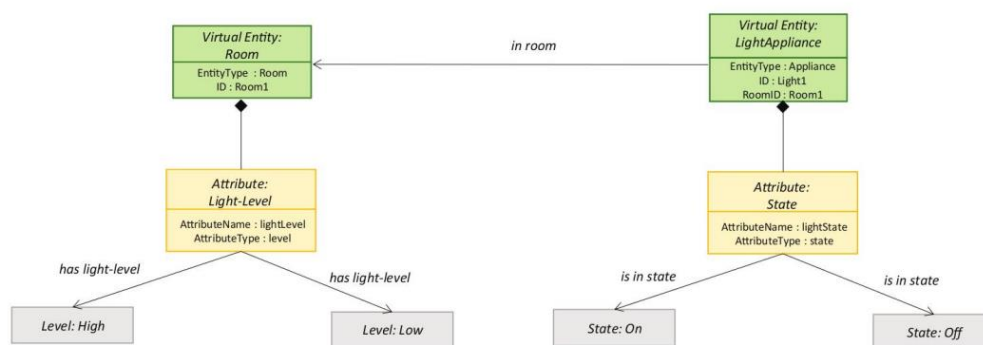 Virtual Entity:
Room
EntityType : Room
ID : Room1
in room
Virtual Entity:
LightAppliance
EntityType : Appliance
ID : Light1
RoomID : Room1
Attribute:
Light-Level
AttributeName : lightLevel
AttributeType : level
Attribute:
State
AttributeName : lightState
AttributeType : state
has light-level
has light-level
is in state
is in state
Level: High
Level: Low
State: On
State: Off